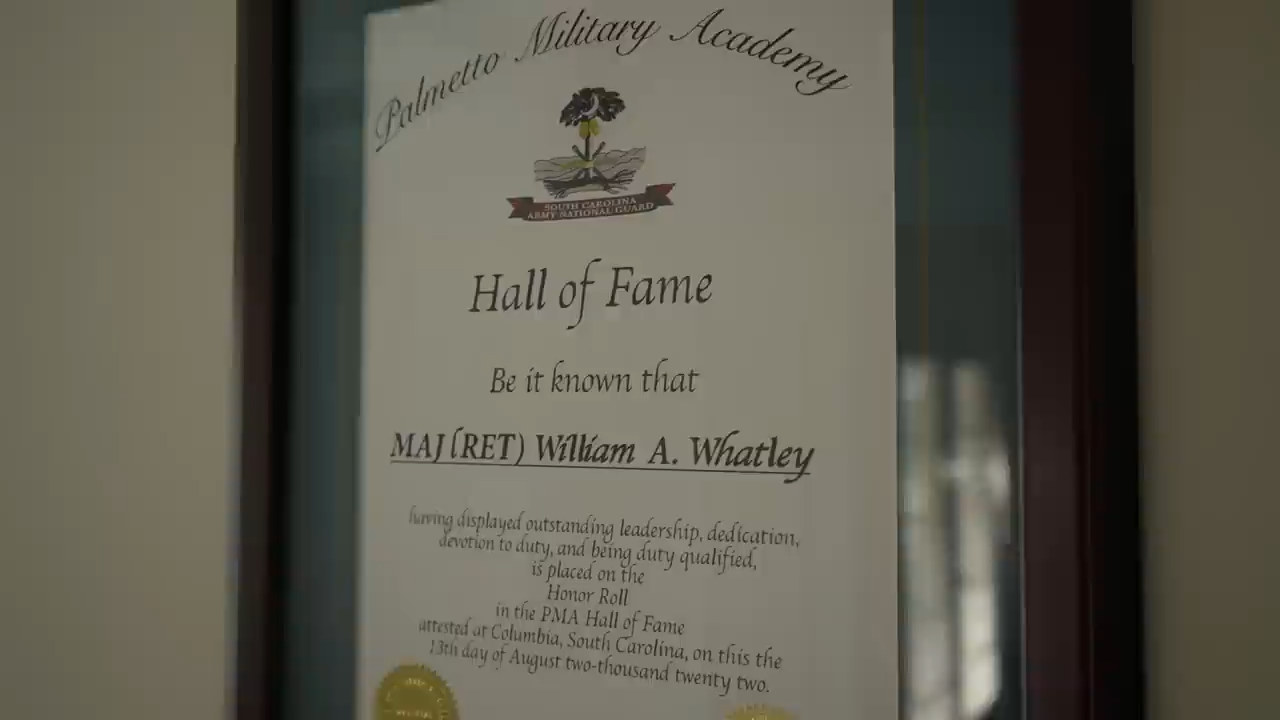 Palmetto Military Academy
SOUTH CAROLINA
ARMY NATIONAL GUARD
Hall of Fame
Be it known that
MAJ (RET) William A. Whatley
having displayed outstanding leadership, dedication,
devotion to duty, and being duty qualified,
is placed on the
Honor Roll
in the PMA Hall of Fame
attested at Columbia, South Carolina, on this the
13th day of August two-thousand twenty two.